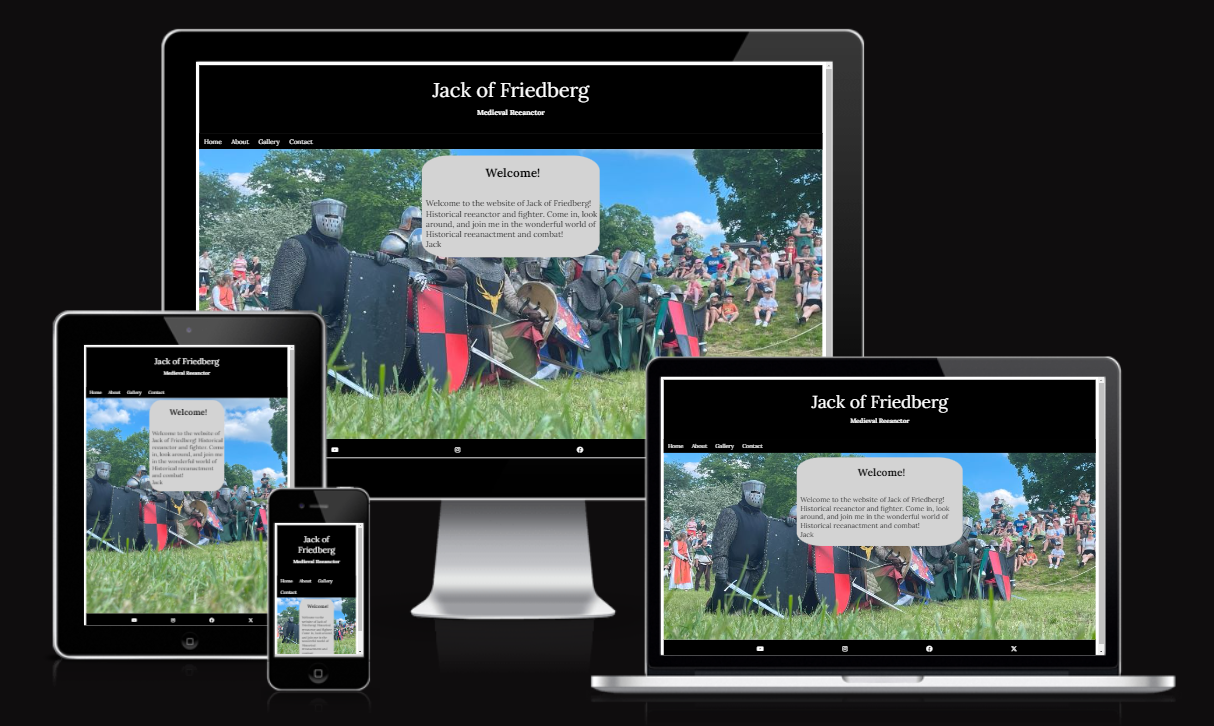 Jack of Friedberg
Medieval Reeanctor
Home About Gallery Contact
Welcome!
Welcome to the website of Jack of Friedberg!
Historical reeanctor and fighter. Come in, look
around, and join me in the wonderful world of
Historical reeanactment and combat!
Jack
Jack of Friedberg
Medieval Reeanctor
Home About Gallery Contact
Welcome!
Welcome to the website of
Jack of Friedberg! Historical
reeanctor and fighter. Come
in, look around, and join me
in the wonderful world of
Historical reeanactment
and combat!
Jack
Jack of
Friedberg
Medieval Reeanctor
Home About Gallery
Contact
Welcome!
Jack of Friedberg
Medieval Reeanctor
Home About Gallery Contact
Welcome!
Welcome to the website of Jack of Friedberg!
Historical reeanctor and fighter. Come in, look
around, and join me in the wonderful world of
Historical reeanactment and combat!
Jack